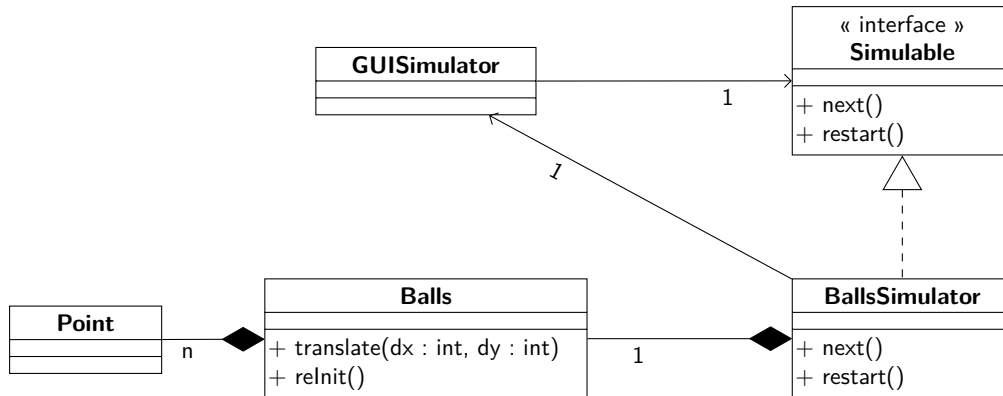 « interface »
Simulable
+ next()
+ restart()
GUISimulator
1
1
Point
n
Balls
+ translate(dx : int, dy : int)
+ reInit()
1
BallsSimulator
+ next()
+ restart()